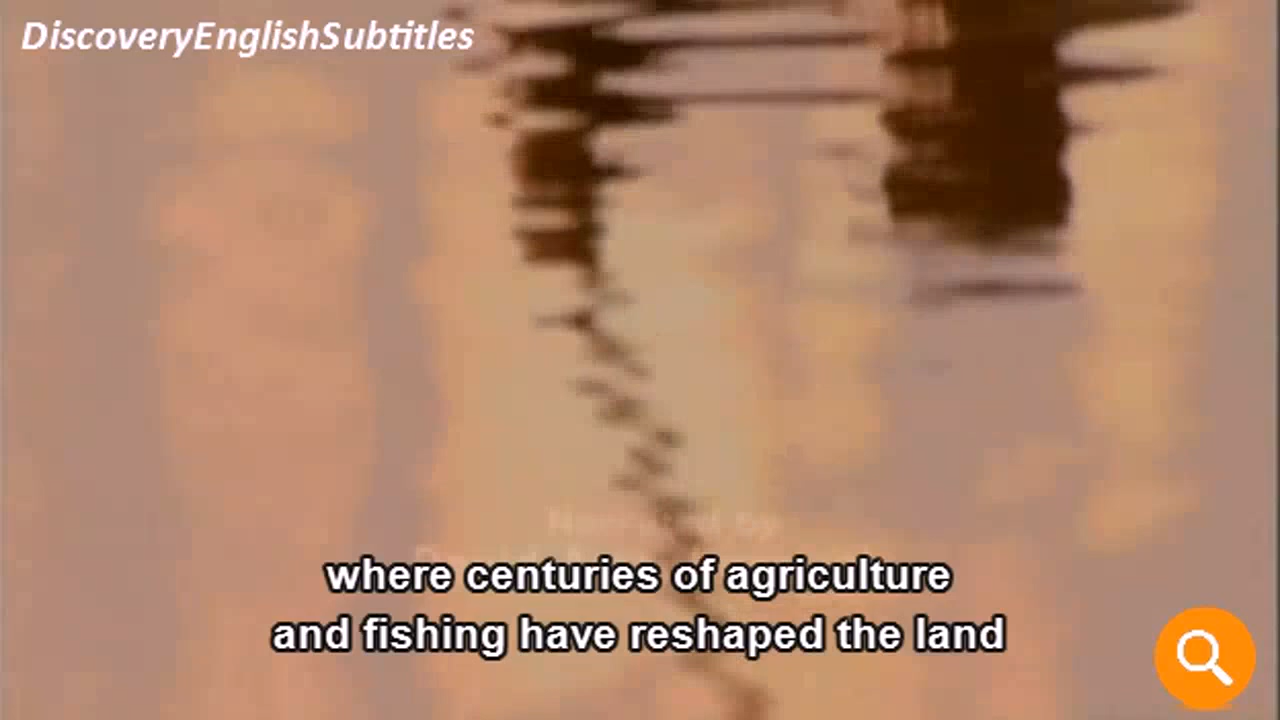 DiscoveryEnglishSubtitles
where centuries of agriculture
and fishing have reshaped the land